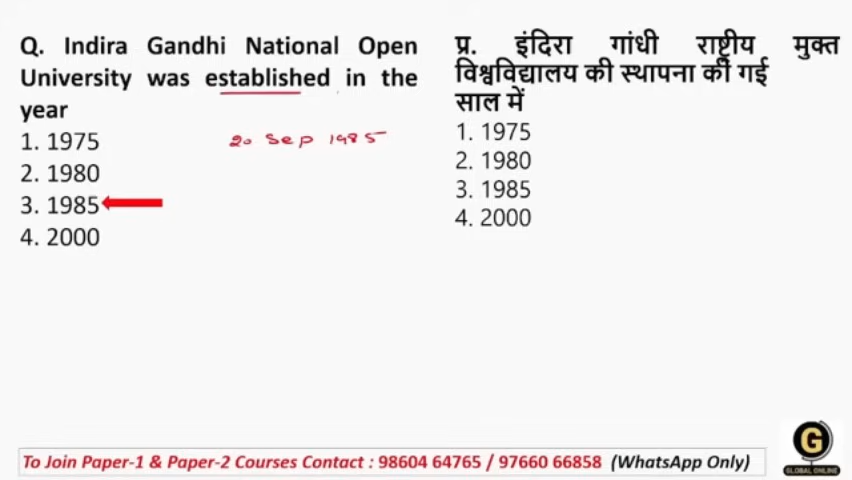 Q. Indira Gandhi National Open
University was established in the
year
1. 1975
20 Sep 1985
2. 1980
3. 1985
4. 2000
प्र. इंदिरा गांधी राष्ट्रीय मुक्त
विश्वविद्यालय की स्थापना की गई
साल में
1. 1975
2. 1980
3. 1985
4. 2000
G
GLOBAL ONLINE
To Join Paper-1 & Paper-2 Courses Contact : 98604 64765 / 97660 66858 (WhatsApp Only)